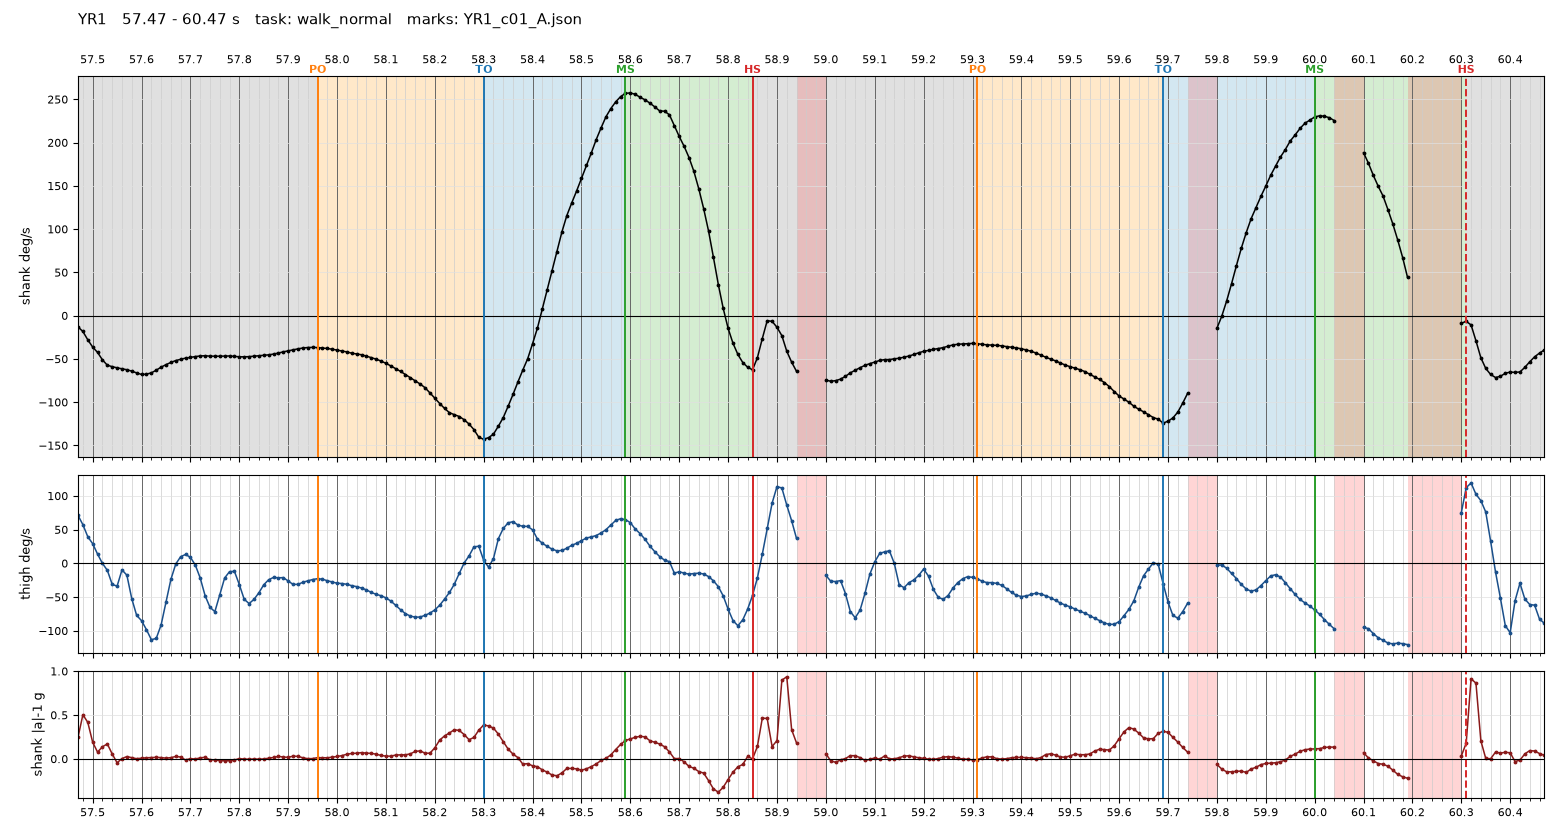 YR1   57.47 - 60.47 s   task: walk_normal   marks: YR1_c01_A.json
57.5 57.6 57.7 57.8 57.9 58.0 58.1 58.2 58.3 58.4 58.5 58.6 58.7 58.8 58.9 59.0 59.1 59.2 59.3 59.4 59.5 59.6 59.7 59.8 59.9 60.0 60.1 60.2 60.3 60.4
PO TO MS HS PO TO MS HS
shank deg/s
250
200
150
100
50
0
−50
−100
−150
thigh deg/s
100
50
0
−50
−100
shank |a|-1 g
1.0
0.5
0.0
57.5 57.6 57.7 57.8 57.9 58.0 58.1 58.2 58.3 58.4 58.5 58.6 58.7 58.8 58.9 59.0 59.1 59.2 59.3 59.4 59.5 59.6 59.7 59.8 59.9 60.0 60.1 60.2 60.3 60.4